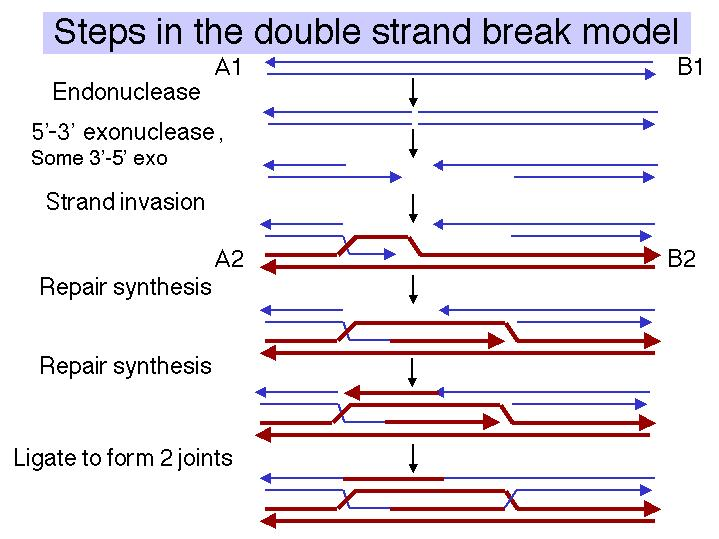 Steps in the double strand break model
A1
B1
Endonuclease
5’-3’ exonuclease,
Some 3’-5’ exo
Strand invasion
A2
B2
Repair synthesis
Repair synthesis
Ligate to form 2 joints